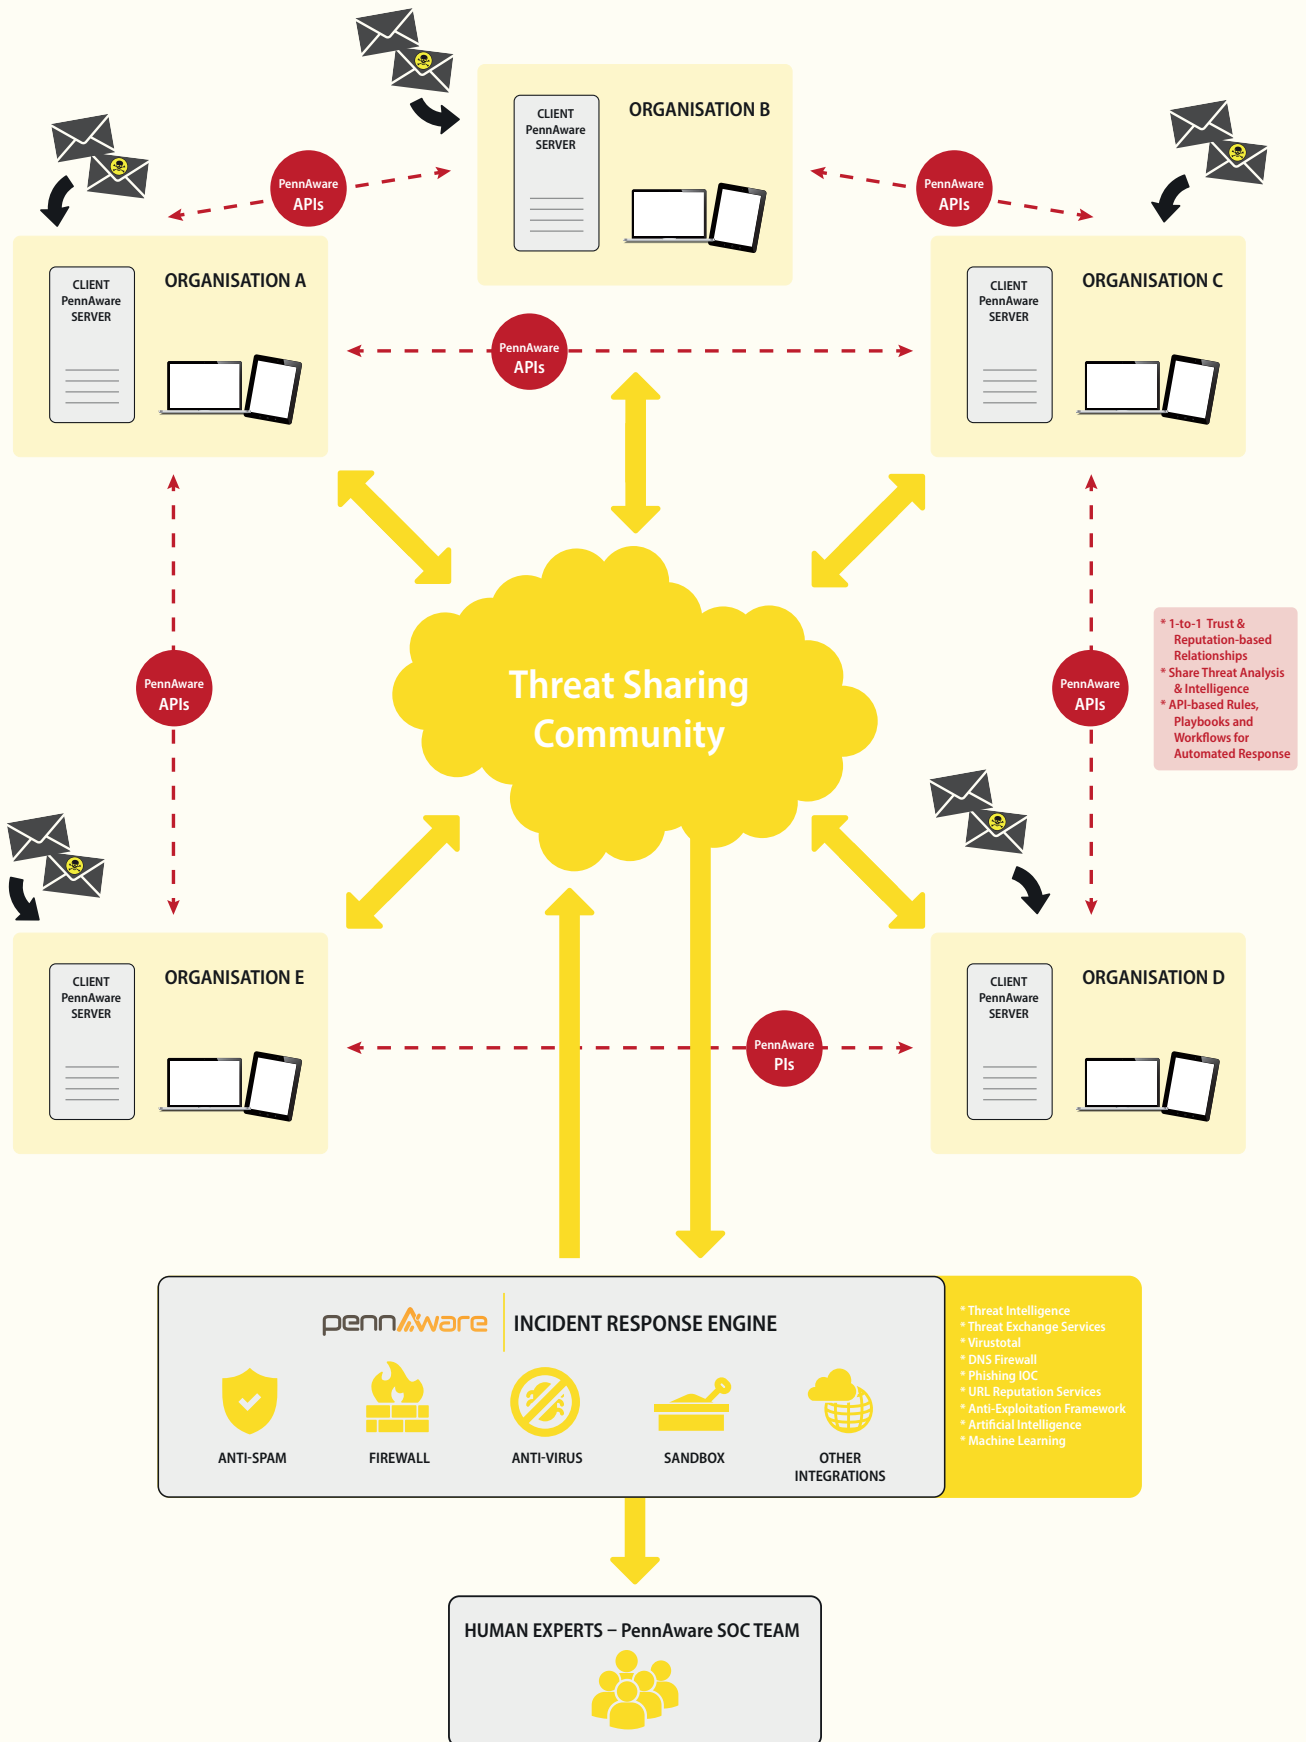 CLIENT
PennAware
SERVER
ORGANISATION B
PennAware
APIs
PennAware
APIs
CLIENT
PennAware
SERVER
ORGANISATION A
CLIENT
PennAware
SERVER
ORGANISATION C
PennAware
APIs
Threat Sharing
Community
PennAware
APIs
PennAware
APIs
* 1-to-1 Trust &
Reputation-based
Relationships
* Share Threat Analysis
& Intelligence
* API-based Rules,
Playbooks and
Workflows for
Automated Response
CLIENT
PennAware
SERVER
ORGANISATION E
CLIENT
PennAware
SERVER
ORGANISATION D
PennAware
PIs
pennAware
INCIDENT RESPONSE ENGINE
ANTI-SPAM
FIREWALL
ANTI-VIRUS
SANDBOX
OTHER
INTEGRATIONS
* Threat Intelligence
* Threat Exchange Services
* Virustotal
* DNS Firewall
* Phishing IOC
* URL Reputation Services
* Anti-Exploitation Framework
* Artificial Intelligence
* Machine Learning
HUMAN EXPERTS – PennAware SOC TEAM